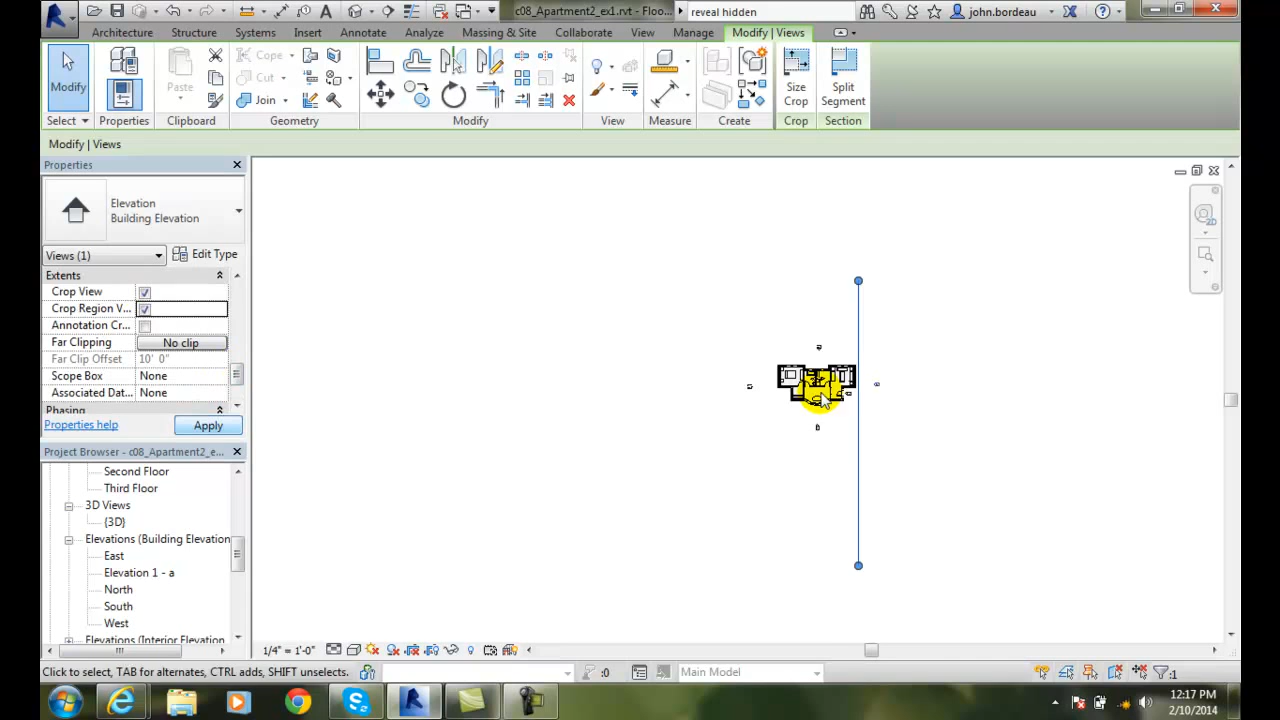 c08_Apartment2_ex1.rvt - Floo...
reveal hidden
john.bordeau
Architecture Structure Systems Insert Annotate Analyze Massing & Site Collaborate View Manage Modify | Views
Modify
Paste
Cope
Cut
Join
Size
Crop
Split
Segment
Select Properties Clipboard Geometry Modify View Measure Create Crop Section
Modify | Views
Properties
Elevation
Building Elevation
Views (1)
Edit Type
Extents
Crop View
Crop Region V...
Annotation Cr...
Far Clipping No clip
Far Clip Offset 10' 0"
Scope Box None
Associated Dat... None
Phasing
Properties help
Apply
Project Browser - c08_Apartment2_e...
Second Floor
Third Floor
3D Views
{3D}
Elevations (Building Elevation
East
Elevation 1 - a
North
South
West
Elevations (Interior Elevation
2D
1/4" = 1'-0"
Click to select, TAB for alternates, CTRL adds, SHIFT unselects.
:0
Main Model
:1
12:17 PM
2/10/2014